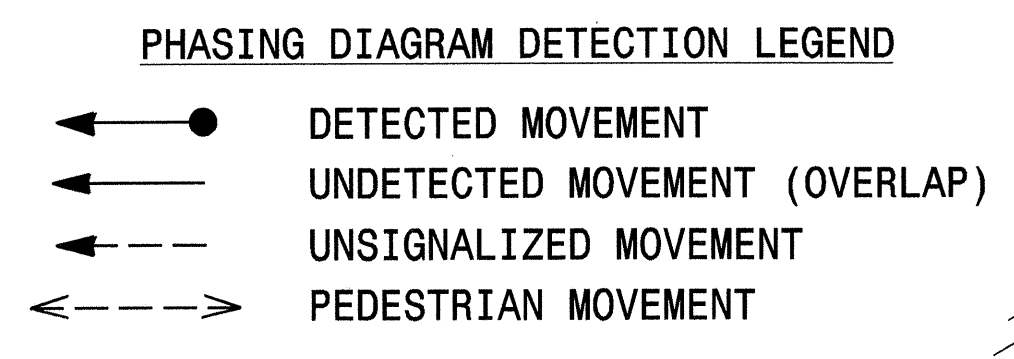 PHASING DIAGRAM DETECTION LEGEND
DETECTED MOVEMENT
UNDETECTED MOVEMENT (OVERLAP)
UNSIGNALIZED MOVEMENT
PEDESTRIAN MOVEMENT